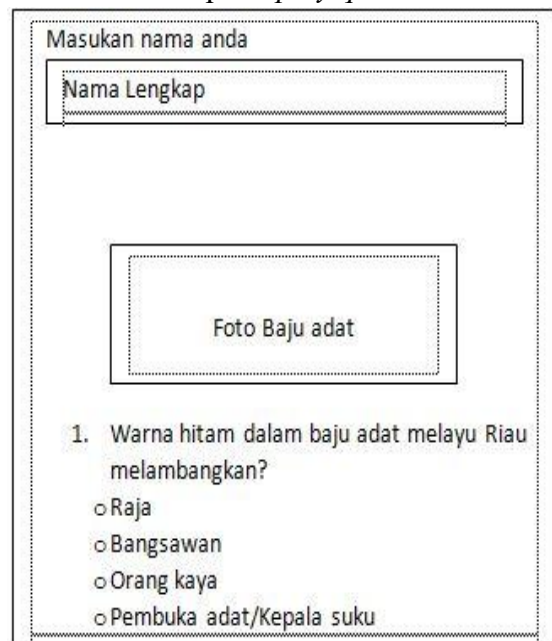 Masukan nama anda
Nama Lengkap
Foto Baju adat
1. Warna hitam dalam baju adat melayu Riau
melambangkan?
o Raja
o Bangsawan
o Orang kaya
o Pembuka adat/Kepala suku